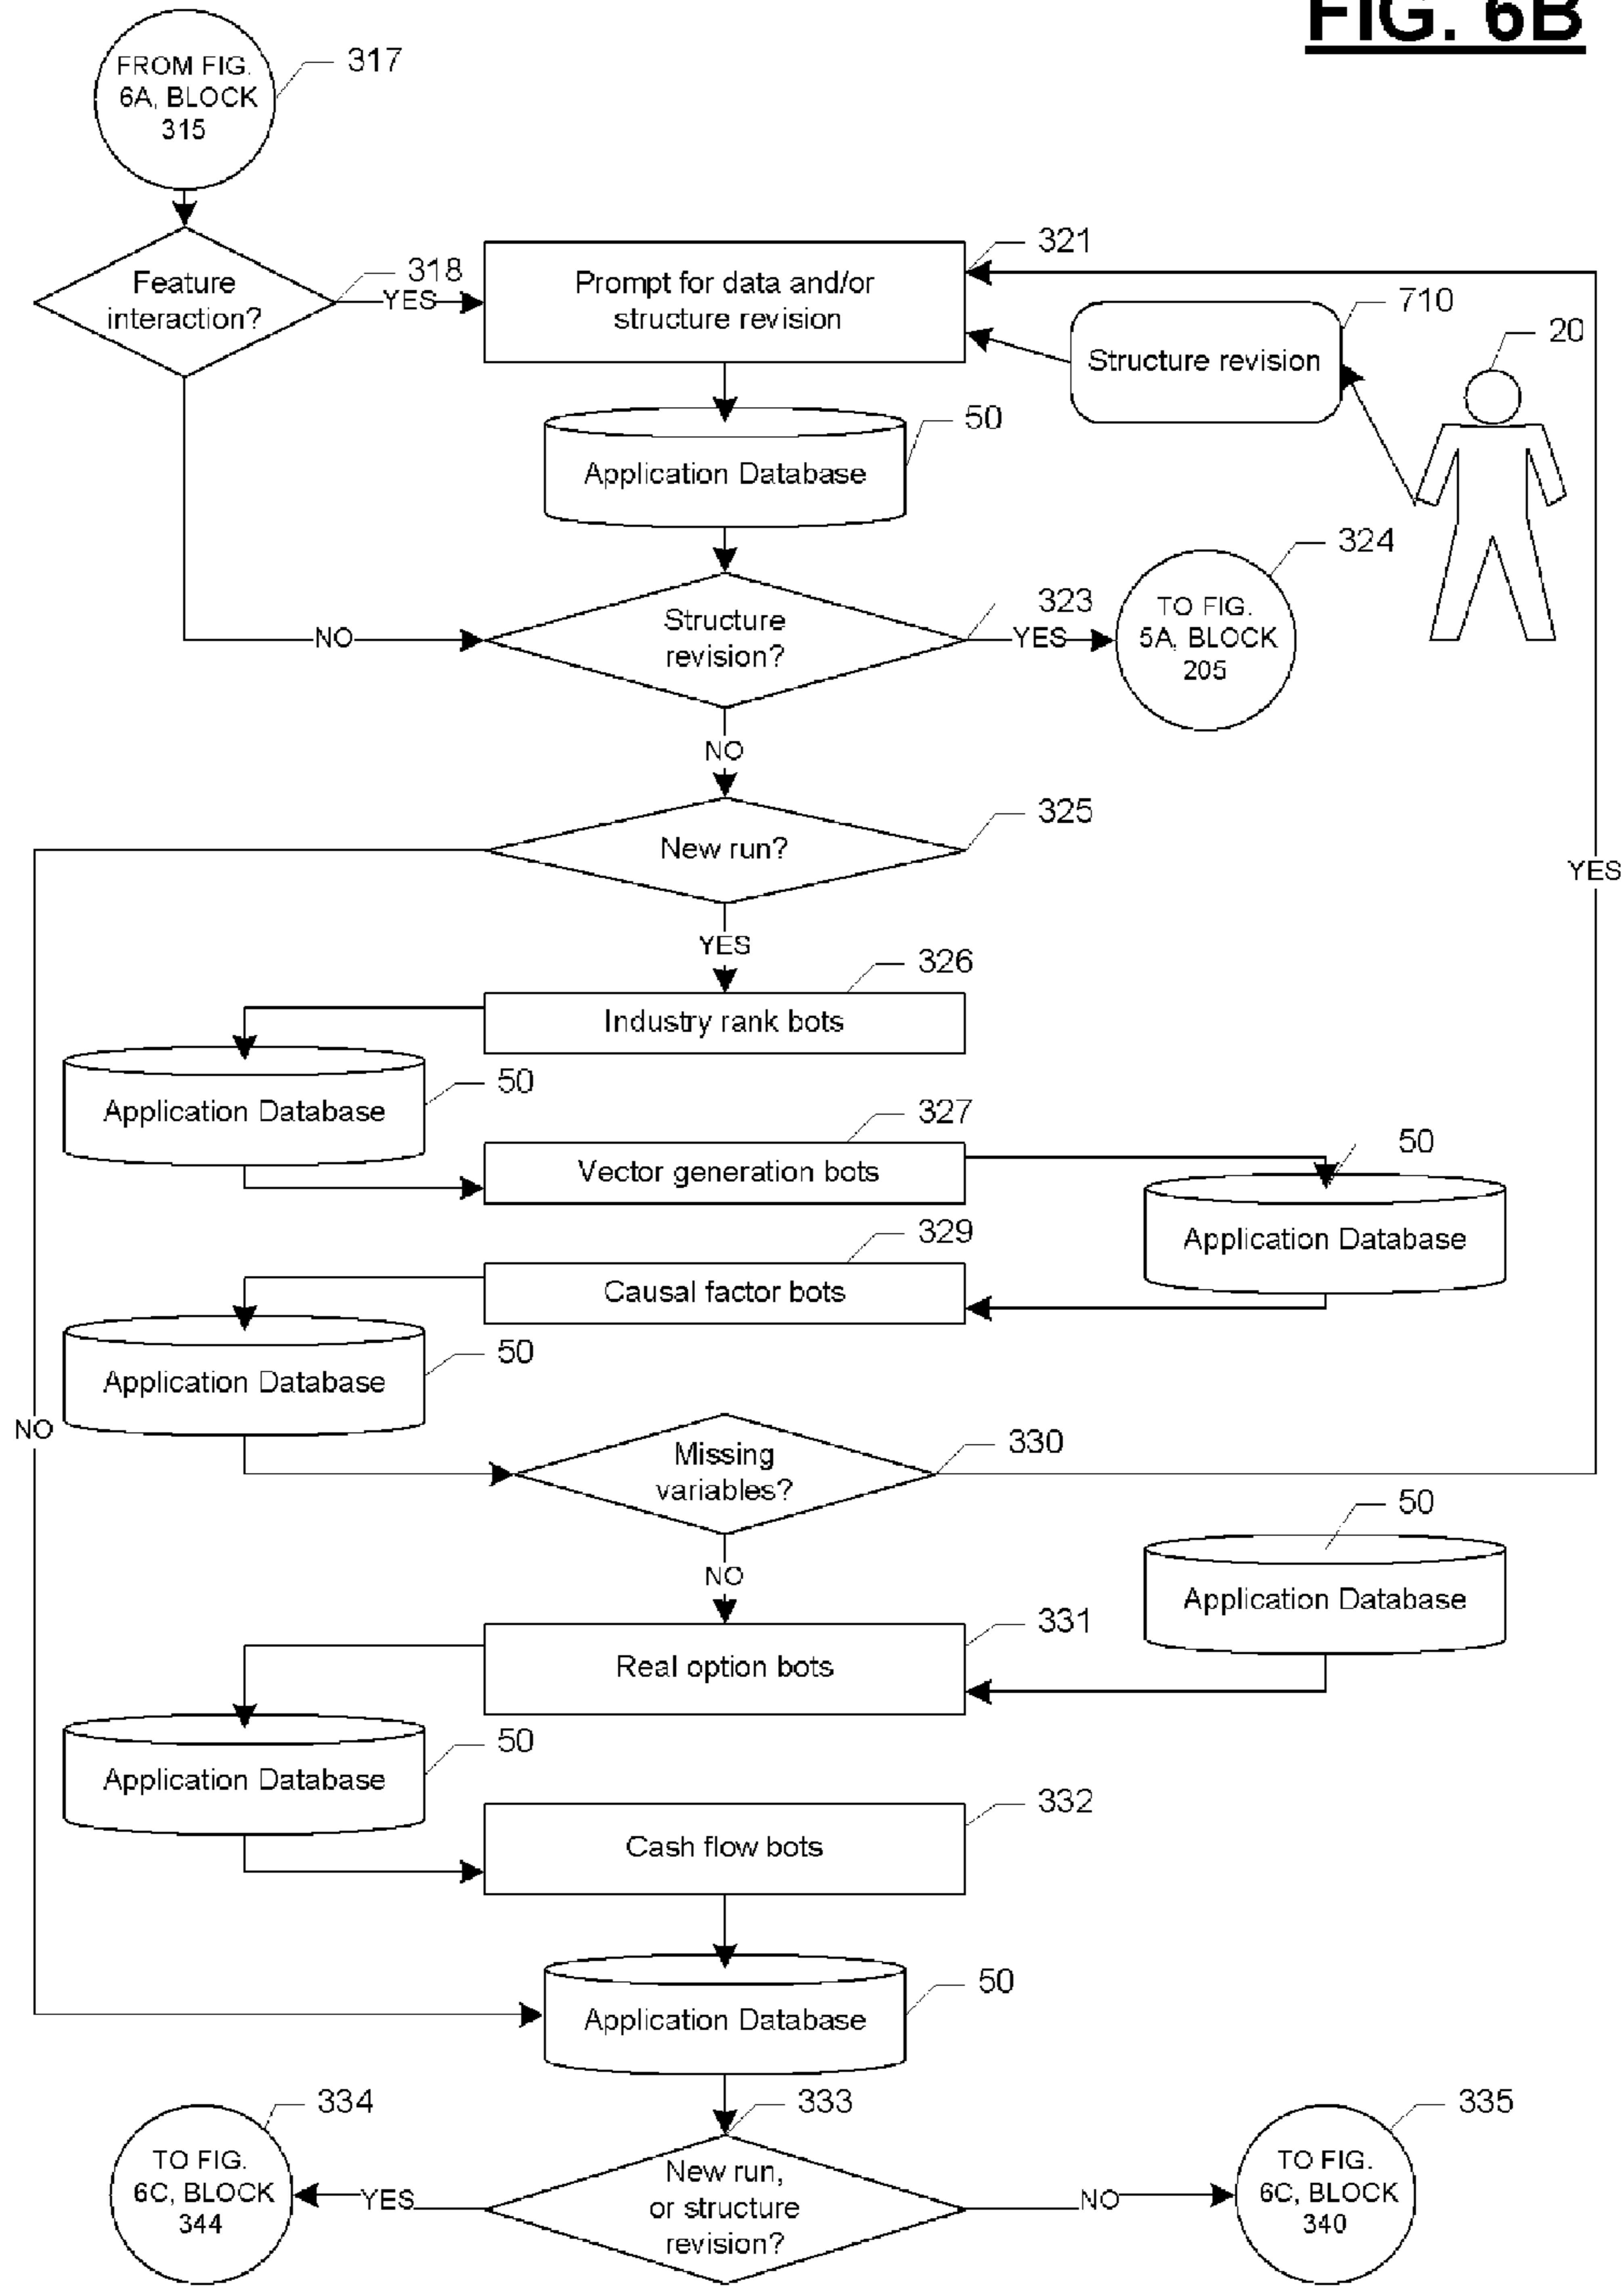 FIG. 6B
FROM FIG.
6A, BLOCK
315
317
Feature
interaction?
318
YES
Prompt for data and/or
structure revision
321
Structure revision
710
20
Application Database
50
NO
Structure
revision?
323
YES
TO FIG.
5A, BLOCK
205
324
NO
New run?
325
YES
YES
326
Industry rank bots
Application Database
50
327
Vector generation bots
50
Application Database
329
Causal factor bots
Application Database
50
NO
Missing
variables?
330
NO
50
Application Database
Real option bots
331
Application Database
50
Cash flow bots
332
Application Database
50
333
New run,
or structure
revision?
YES
TO FIG.
6C, BLOCK
344
334
NO
TO FIG.
6C, BLOCK
340
335